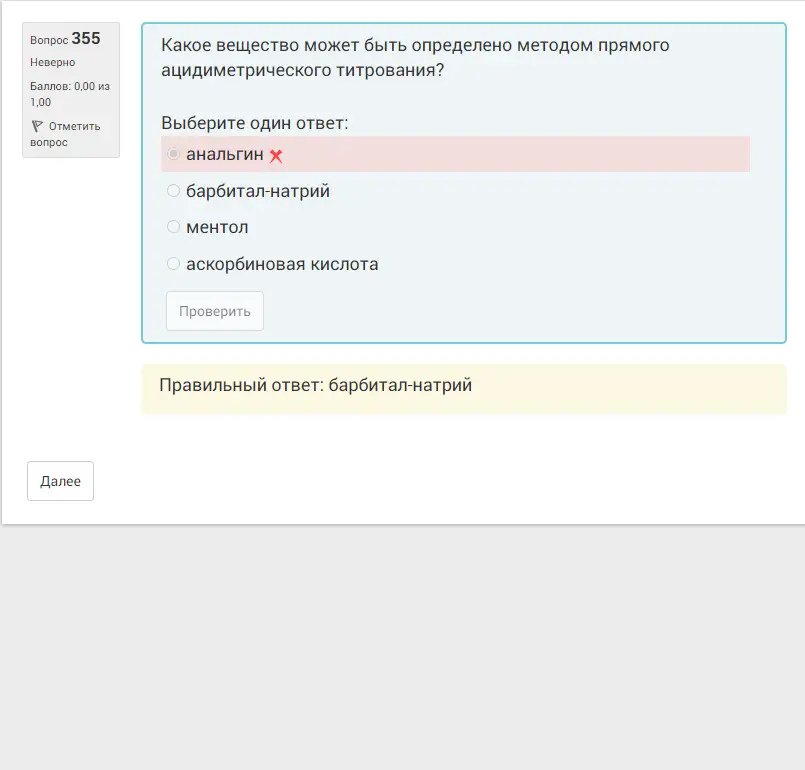 Вопрос 355
Неверно
Баллов: 0,00 из
1,00
Отметить
вопрос
Какое вещество может быть определено методом прямого
ацидиметрического титрования?
Выберите один ответ:
анальгин
барбитал-натрий
ментол
аскорбиновая кислота
Проверить
Правильный ответ: барбитал-натрий
Далее